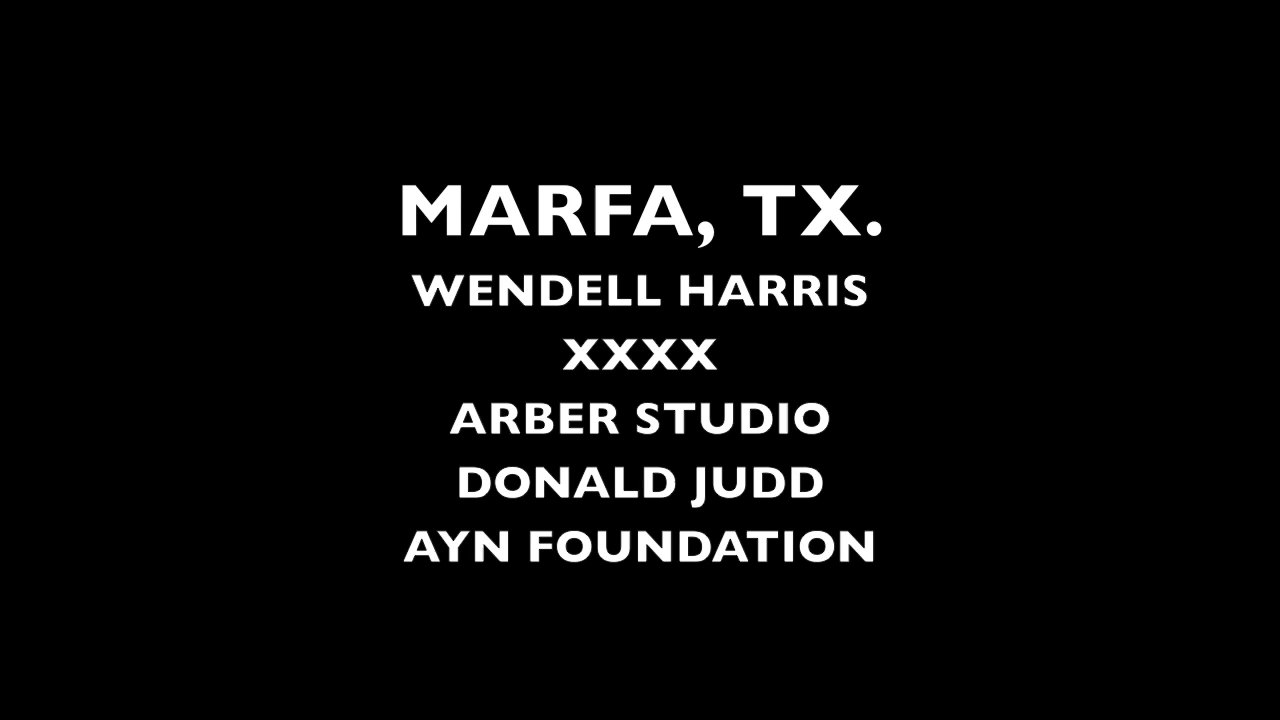 MARFA, TX.
WENDELL HARRIS
XXXX
ARBER STUDIO
DONALD JUDD
AYN FOUNDATION